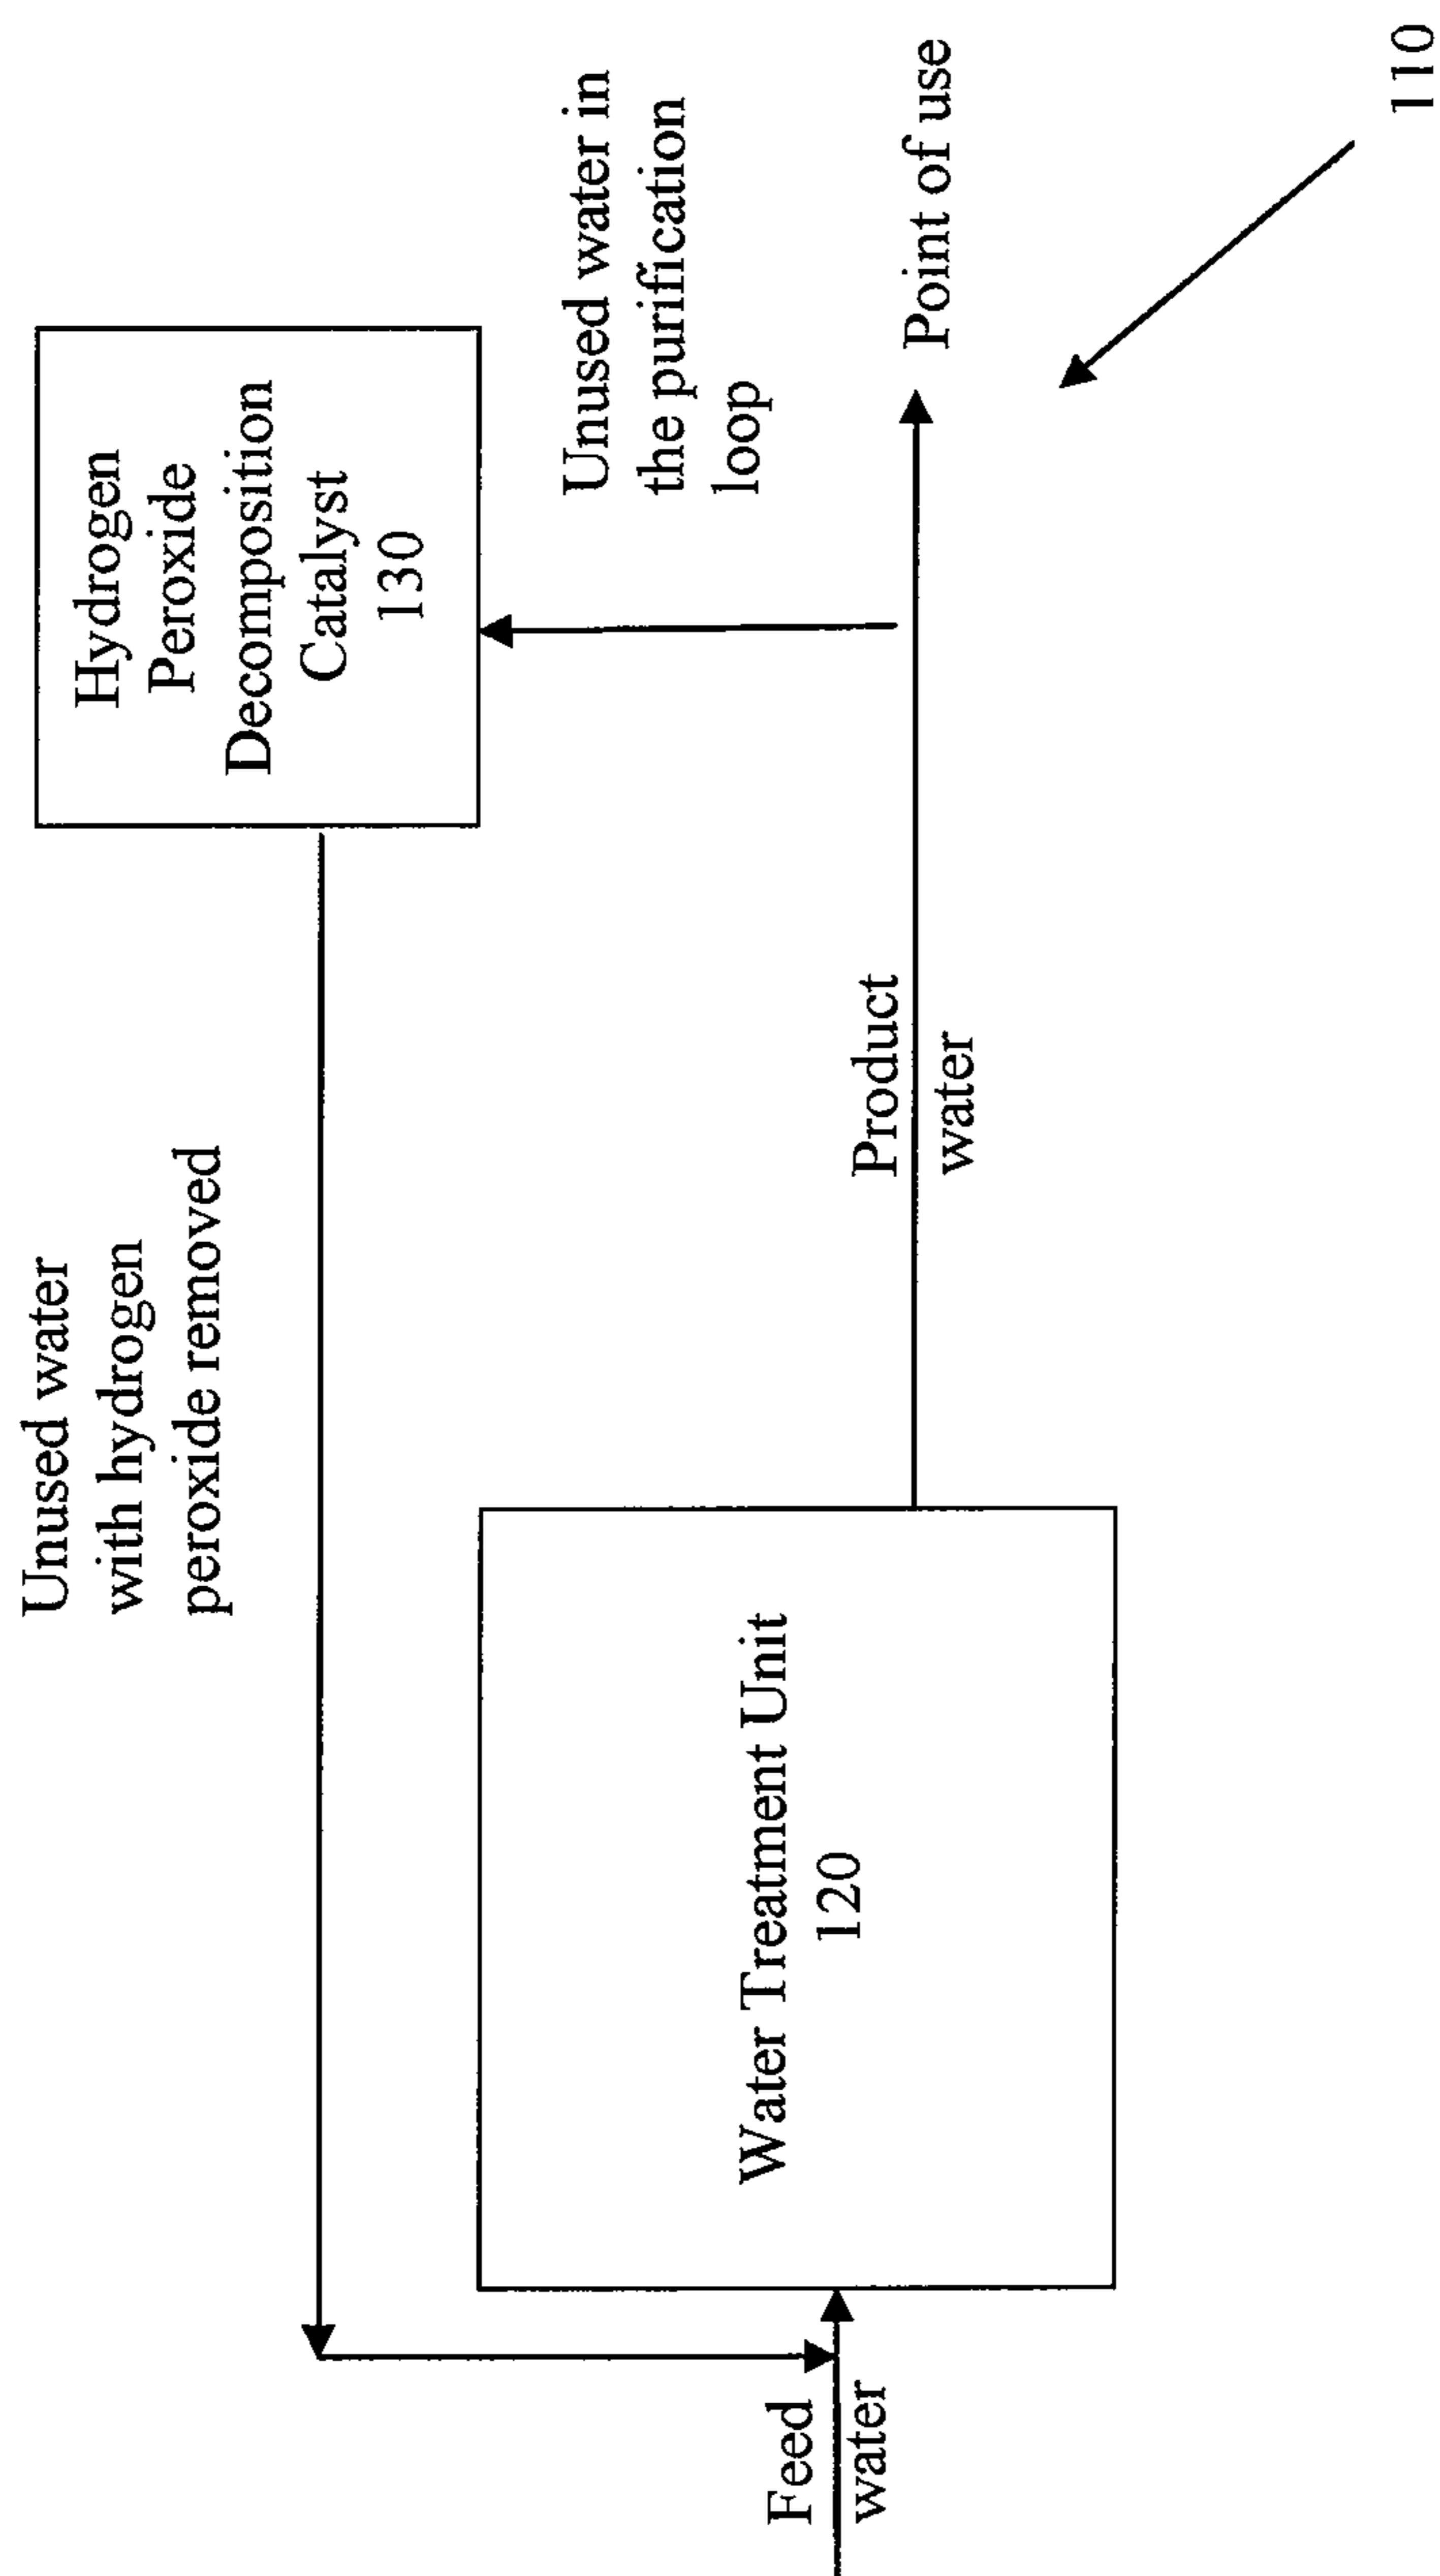 Unused water
with hydrogen
peroxide removed
Hydrogen
Peroxide
Decomposition
Catalyst
130
Unused water in
the purification
loop
Feed
water
Water Treatment Unit
120
Product
water
Point of use
110